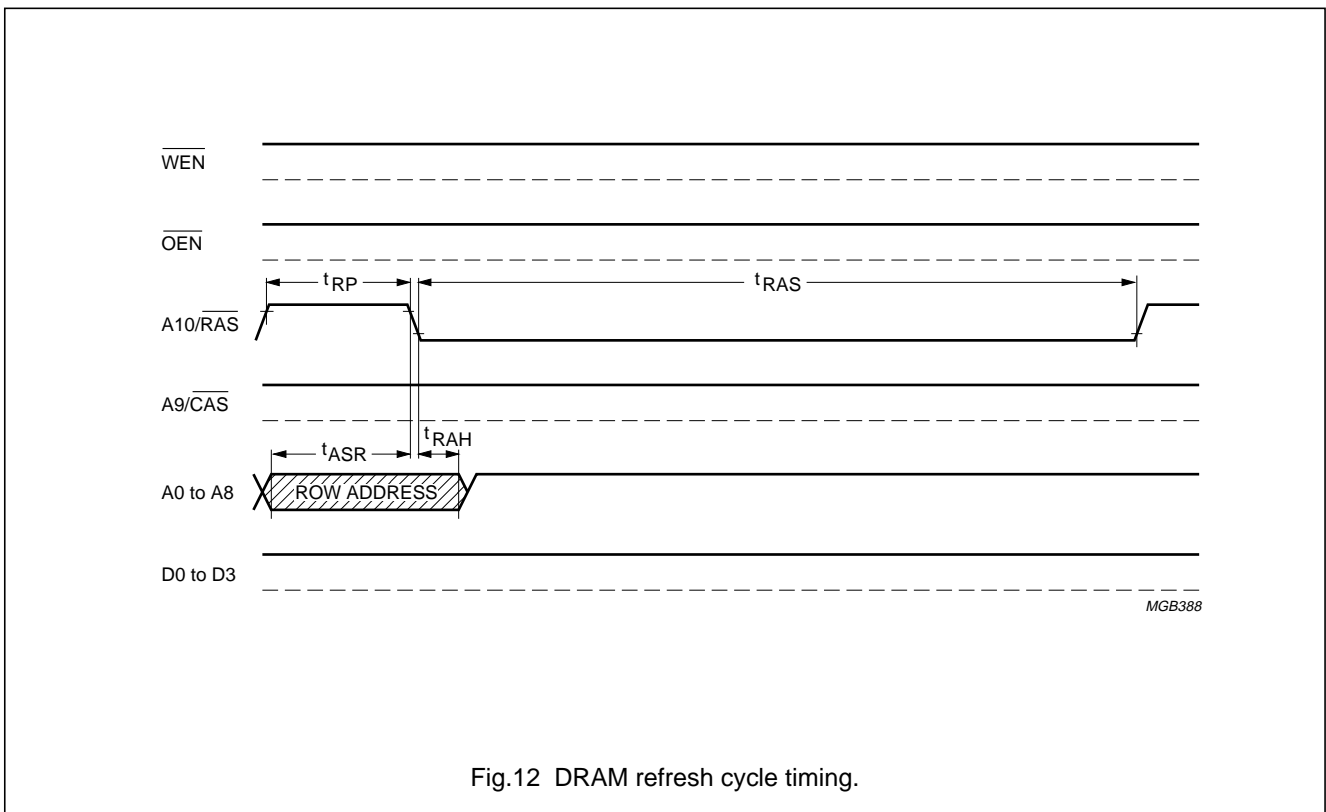 WEN
OEN
tRP
tRAS
A10/RAS
A9/CAS
tRAH
tASR
A0 to A8
ROW ADDRESS
D0 to D3
MGB388
Fig.12 DRAM refresh cycle timing.